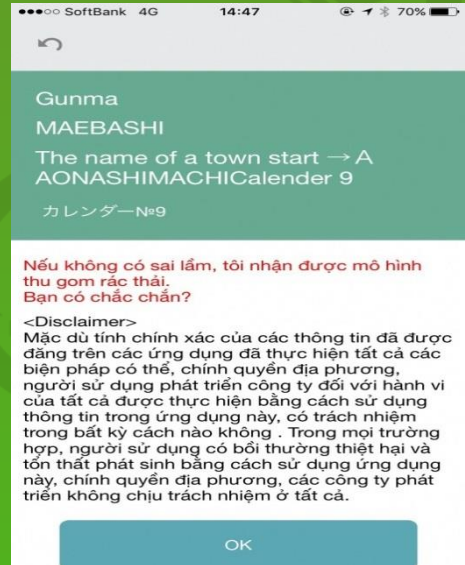 SoftBank 4G 14:47 70%
Gunma
MAEBASHI
The name of a town start → A
AONASHIMACHICalender 9
カレンダー№9
Nếu không có sai lầm, tôi nhận được mô hình
thu gom rác thải.
Bạn có chắc chắn?
<Disclaimer>
Mặc dù tính chính xác của các thông tin đã được
đăng trên các ứng dụng đã thực hiện tất cả các
biện pháp có thể, chính quyền địa phương,
người sử dụng phát triển công ty đối với hành vi
của tất cả được thực hiện bằng cách sử dụng
thông tin trong ứng dụng này, có trách nhiệm
trong bất kỳ cách nào không . Trong mọi trường
hợp, người sử dụng có bồi thường thiệt hại và
tổn thất phát sinh bằng cách sử dụng ứng dụng
này, chính quyền địa phương, các công ty phát
triển không chịu trách nhiệm ở tất cả.
OK